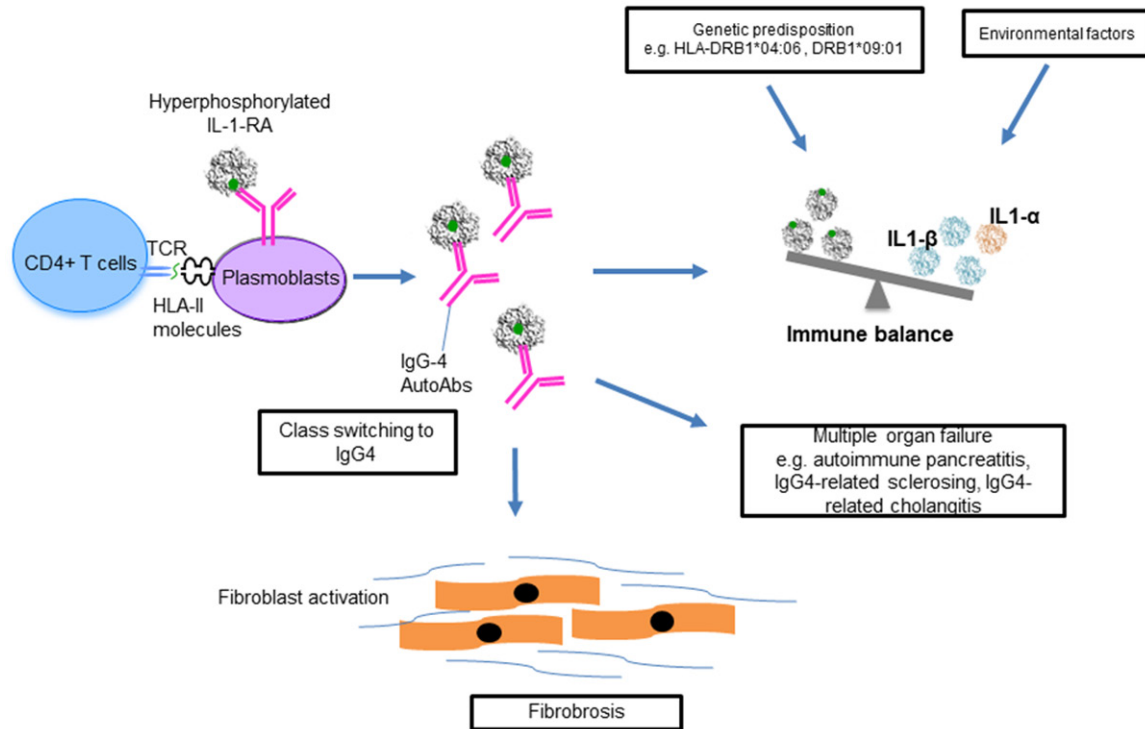 Genetic predisposition
e.g. HLA-DRB1*04:06 , DRB1*09:01
Environmental factors
Hyperphosphorylated
IL-1-RA
TCR
CD4+ T cells
Plasmoblasts
HLA-II
molecules
IL1-α
IL1-β
Immune balance
IgG-4
AutoAbs
Class switching to
IgG4
Multiple organ failure
e.g. autoimmune pancreatitis,
IgG4-related sclerosing, IgG4-
related cholangitis
Fibroblast activation
Fibrobrosis